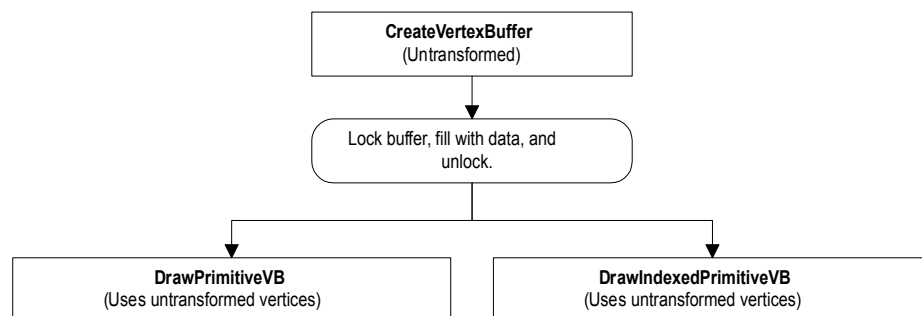 CreateVertexBuffer
(Untransformed)
Lock buffer, fill with data, and
unlock.
DrawPrimitiveVB
(Uses untransformed vertices)
DrawIndexedPrimitiveVB
(Uses untransformed vertices)